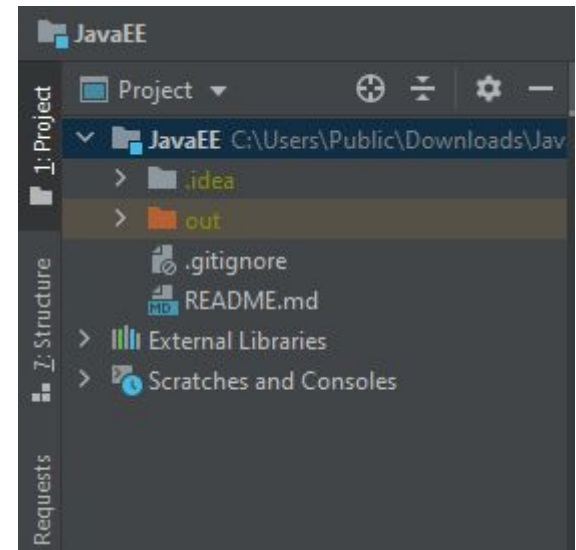 JavaEE
1: Project
Project
JavaEE C:\Users\Public\Downloads\Jav
.idea
out
.gitignore
MD README.md
External Libraries
Scratches and Consoles
7: Structure
Requests